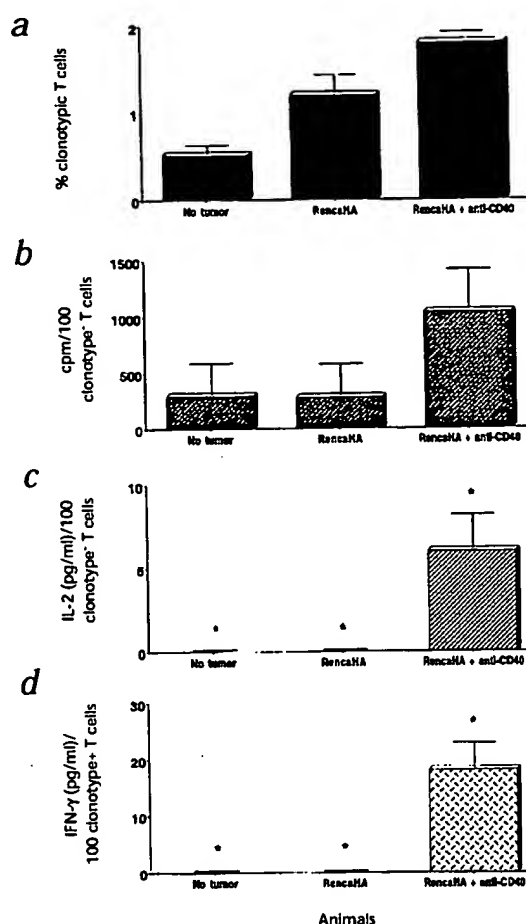 a
% clonotypic T cells
2
1
0
No tumor
RencaHA
RencaHA + anti-CD40
b
cpm/100
clonotype- T cells
1500
1000
500
0
No tumor
RencaHA
RencaHA + anti-CD40
c
IL-2 (pg/ml)/100
clonotype- T cells
10
5
0
*
*
*
No tumor
RencaHA
RencaHA + anti-CD40
d
IFN-γ (pg/ml)/
100 clonotype+ T cells
30
20
10
0
*
*
*
No tumor
RencaHA
RencaHA + anti-CD40
Animals